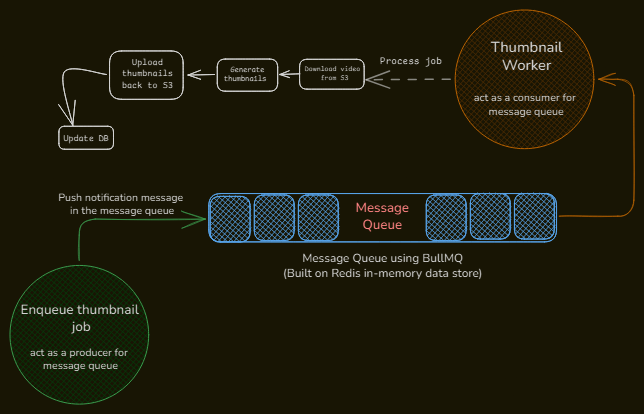 Thumbnail
Worker
act as a consumer for
message queue
Process job
Download video
from S3
Generate
thumbnails
Upload
thumbnails
back to S3
Update DB
Push notification message
in the message queue
Message
Queue
Message Queue using BullMQ
(Built on Redis in-memory data store)
Enqueue thumbnail
job
act as a producer for
message queue